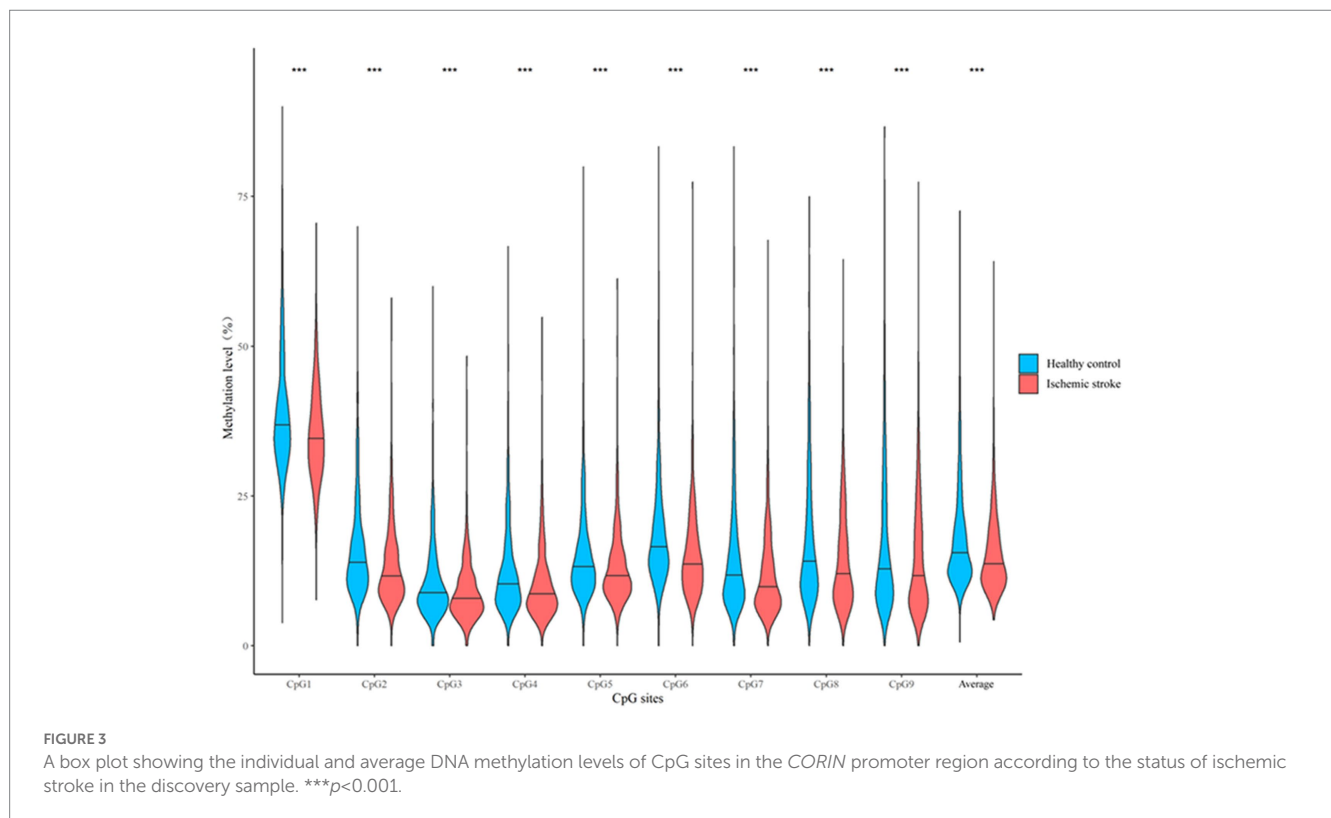 *** *** *** *** *** *** *** *** *** ***
75
50
25
0
Methylation level (%)
CpG1 CpG2 CpG3 CpG4 CpG5 CpG6 CpG7 CpG8 CpG9 Average
CpG sites
Healthy control
Ischemic stroke
FIGURE 3
A box plot showing the individual and average DNA methylation levels of CpG sites in the CORIN promoter region according to the status of ischemic
stroke in the discovery sample. ***p<0.001.